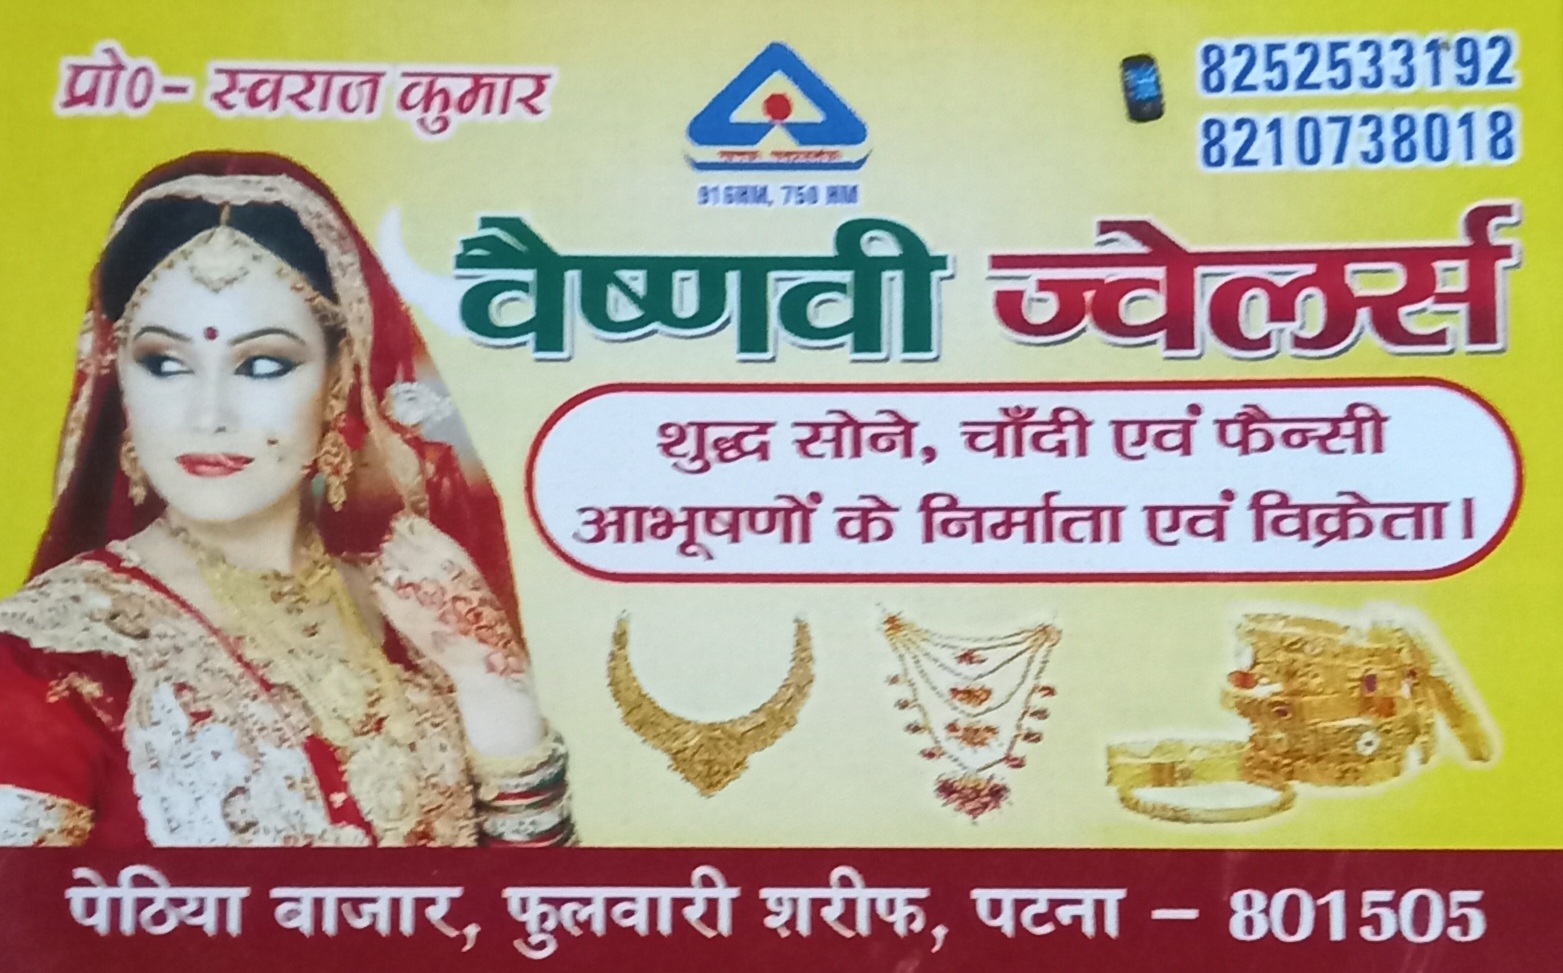 प्रो०- स्वराज कुमार
8252533192
8210738018
916HM, 750 HM
वैष्णवी ज्वेलर्स
शुद्ध सोने, चाँदी एवं फैन्सी
आभूषणों के निर्माता एवं विक्रेता।
पेठिया बाजार, फुलवारी शरीफ, पटना - 801505